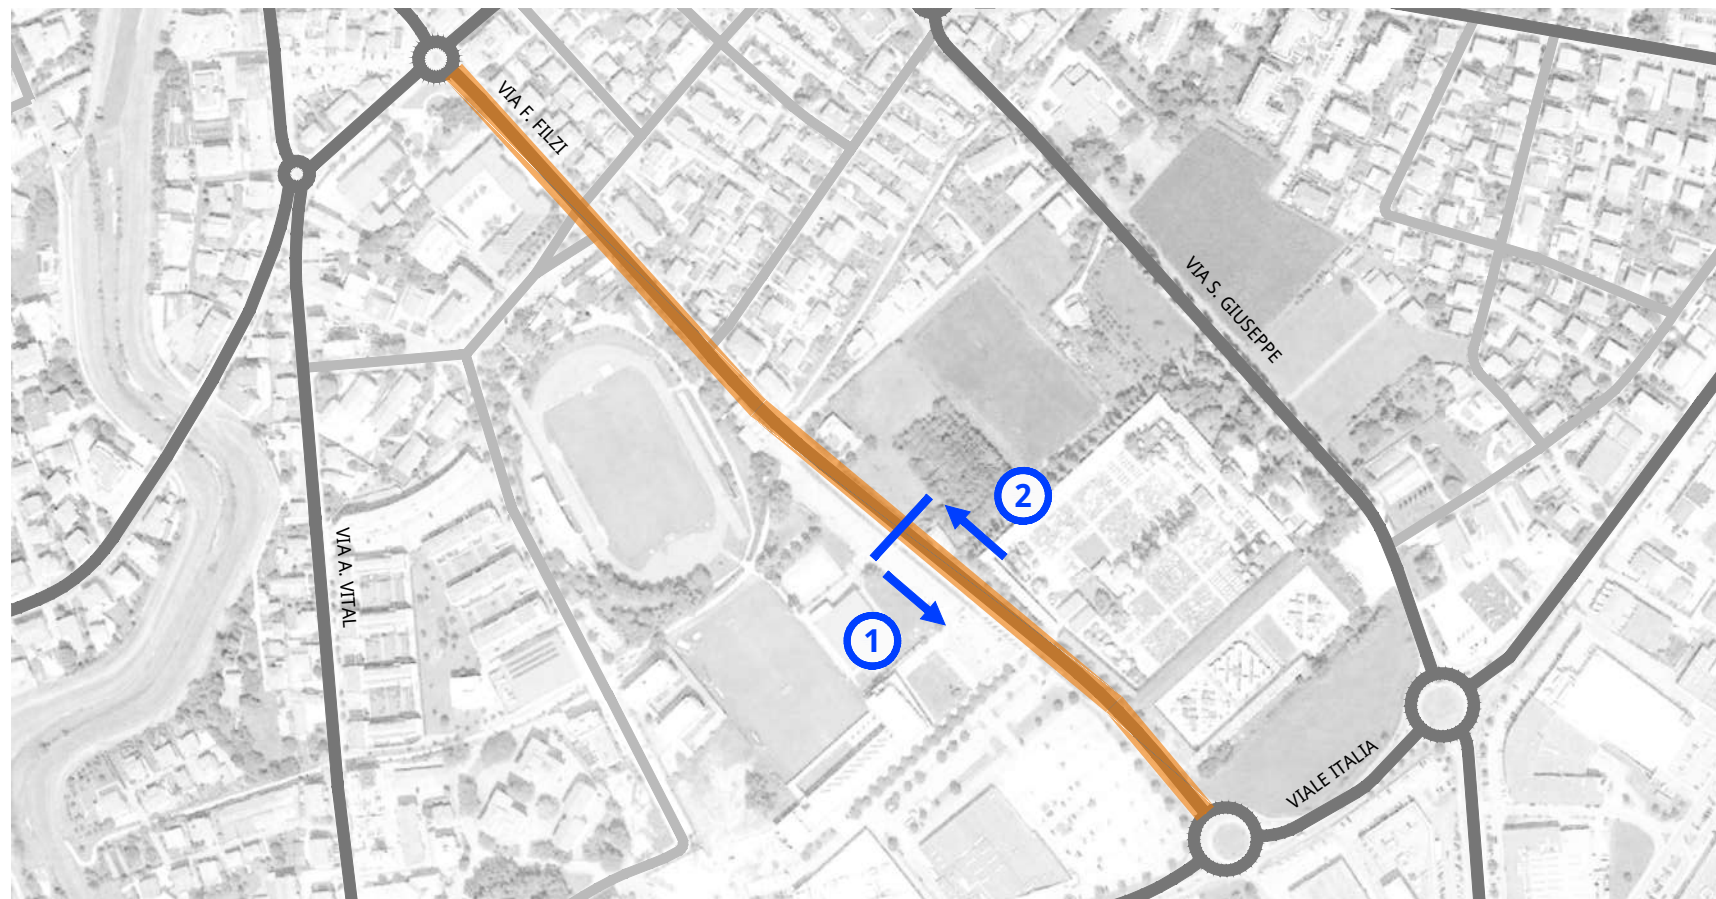 VIA F. FILZI
VIA S. GIUSEPPE
2
VIA A. VITAL
1
VIALE ITALIA